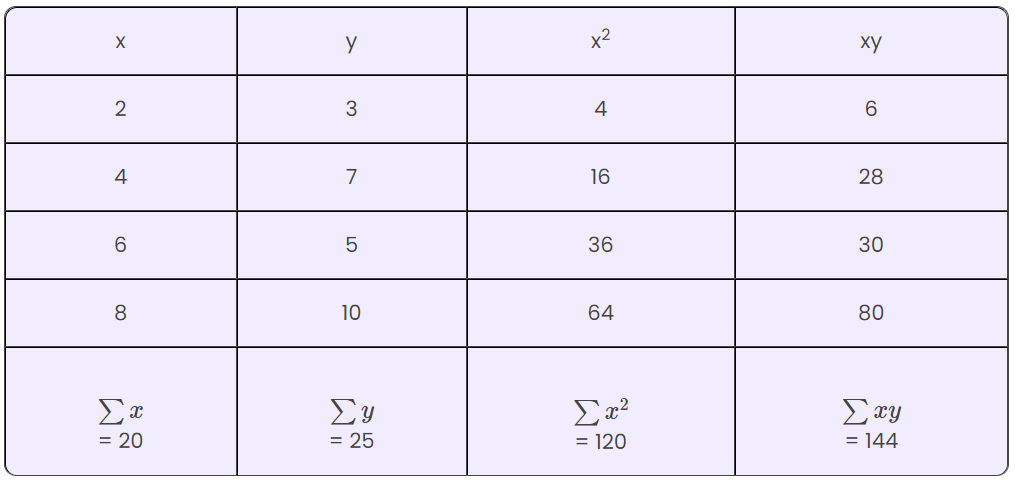 x y x² xy
2 3 4 6
4 7 16 28
6 5 36 30
8 10 64 80
∑ x ∑ y ∑ x² ∑ xy
= 20 = 25 = 120 = 144